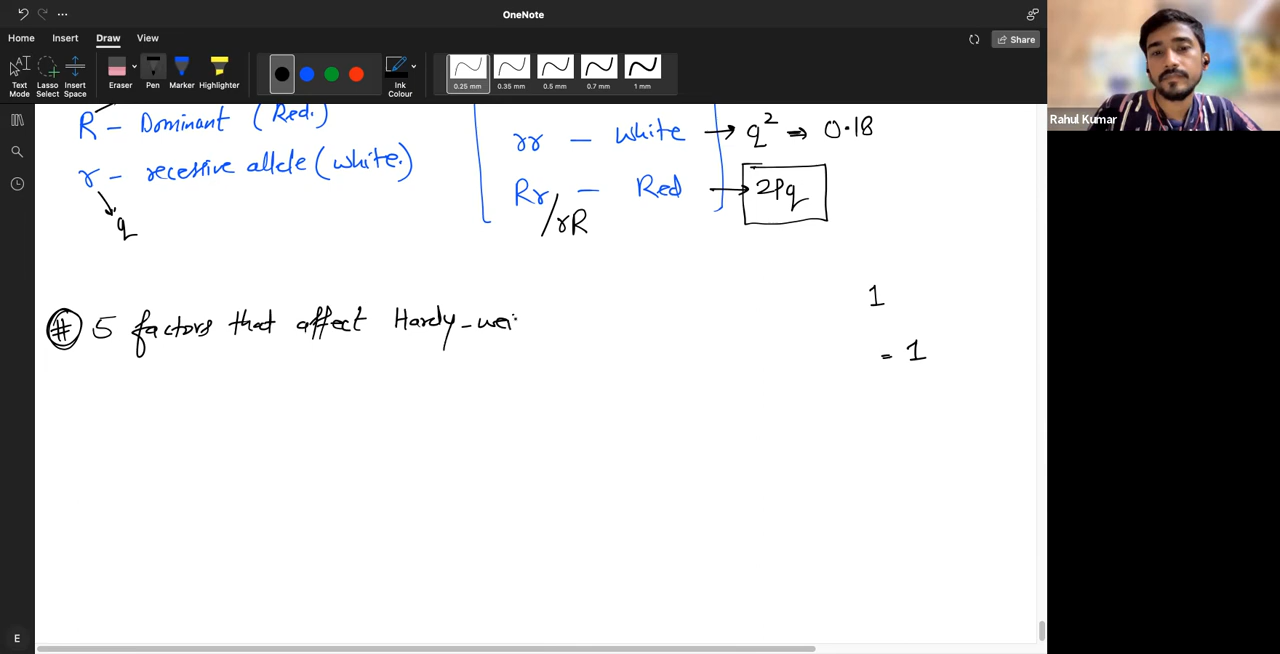 OneNote
Home Insert Draw View
Share
Text Mode
Lasso Select
Insert Space
Eraser
Pen
Marker
Highlighter
Ink Colour
0.25 mm
0.35 mm
0.5 mm
0.7 mm
1 mm
Rahul Kumar
R – Dominant (Red.)
r – recessive allele (white.)
q
rr – white → q² → 0.18
Rr – Red → 2Pq
/rR
1
= 1
# 5 factors that affect Hardy-wei
E